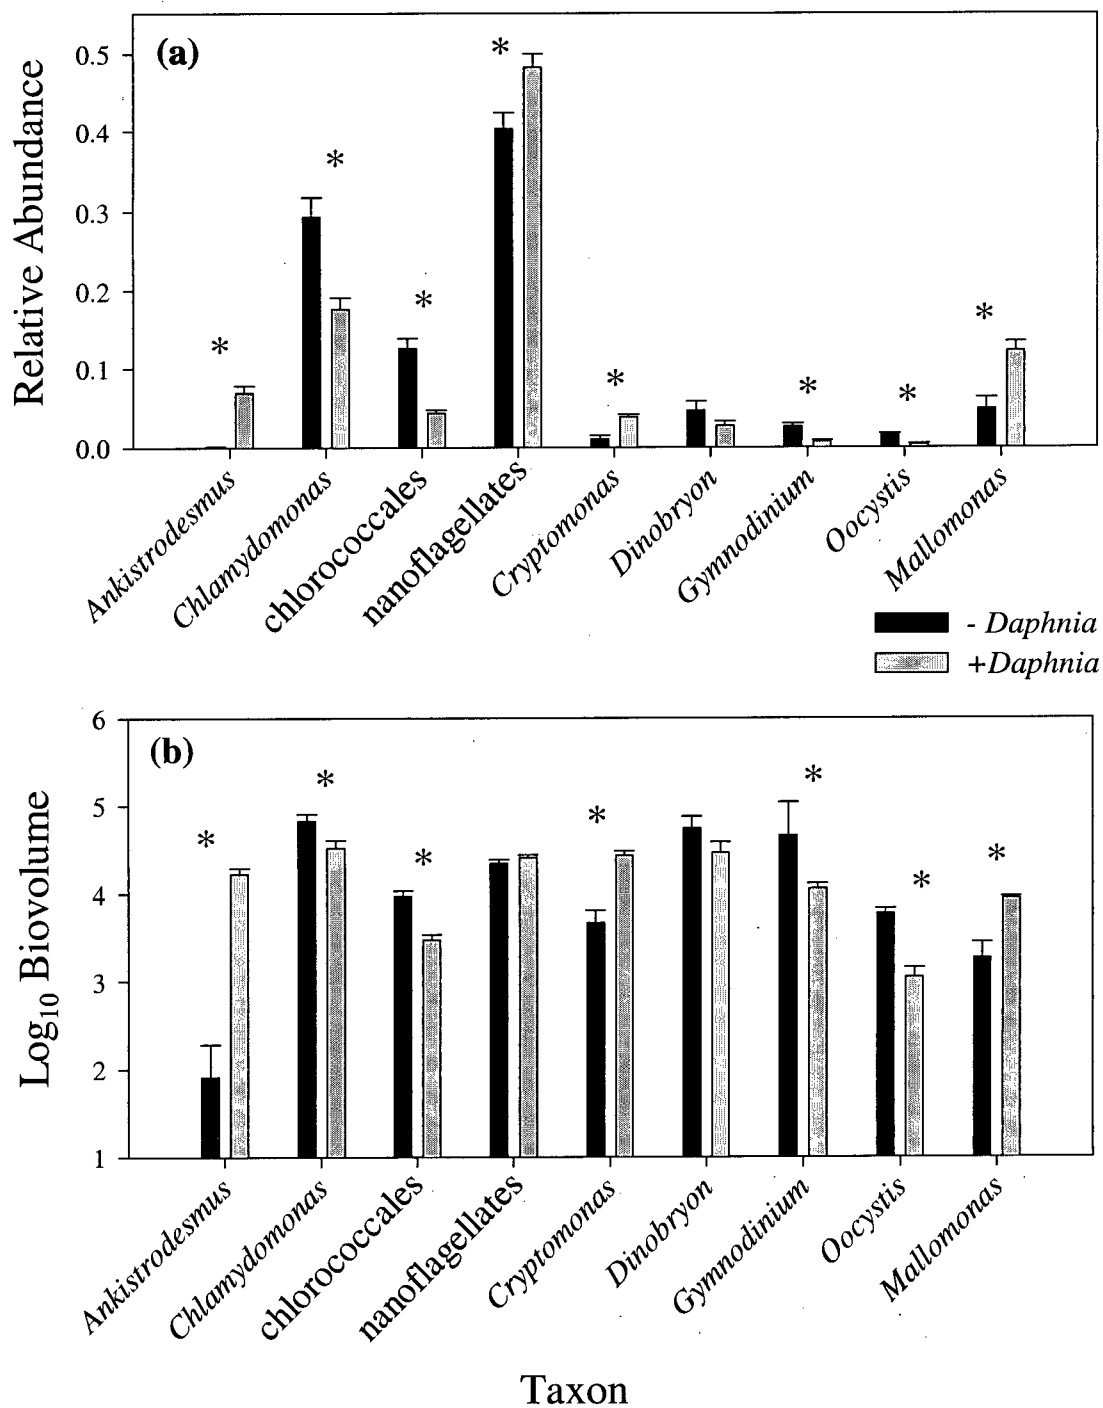 (a)
Relative Abundance
0.5
0.4
0.3
0.2
0.1
0.0
*
*
*
*
*
*
*
*
Ankistrodesmus
Chlamydomonas
chlorococcales
nanoflagellates
Cryptomonas
Dinobryon
Gymnodinium
Oocystis
Mallomonas
- Daphnia
+Daphnia
(b)
Log10 Biovolume
6
5
4
3
2
1
*
*
*
*
*
*
*
Ankistrodesmus
Chlamydomonas
chlorococcales
nanoflagellates
Cryptomonas
Dinobryon
Gymnodinium
Oocystis
Mallomonas
Taxon